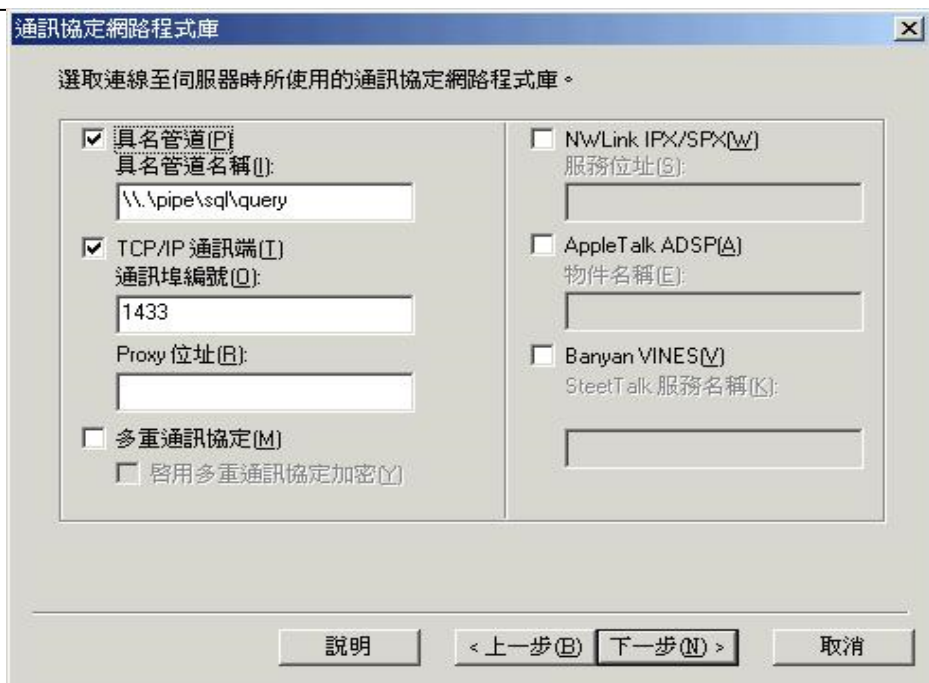 通訊協定網路程式庫
選取連線至伺服器時所使用的通訊協定網路程式庫。
具名管道(P)
具名管道名稱(I):
\\.\pipe\sql\query
TCP/IP 通訊端(T)
通訊埠編號(O):
1433
Proxy 位址(R):
多重通訊協定(M)
啓用多重通訊協定加密(Y)
NWLink IPX/SPX(W)
服務位址(S):
AppleTalk ADSP(A)
物件名稱(E):
Banyan VINES(V)
SteetTalk 服務名稱(K):
說明
<上一步(B)
下一步(N) >
取消